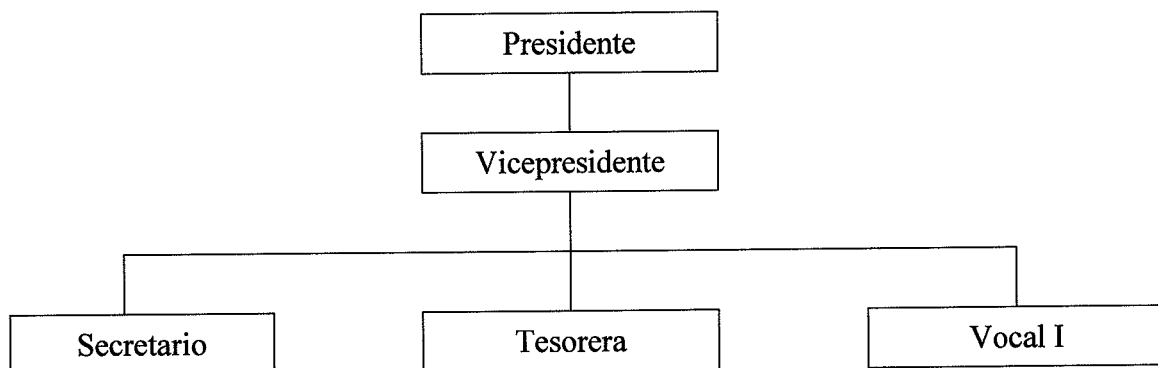 Presidente
Vicepresidente
Secretario
Tesorera
Vocal I